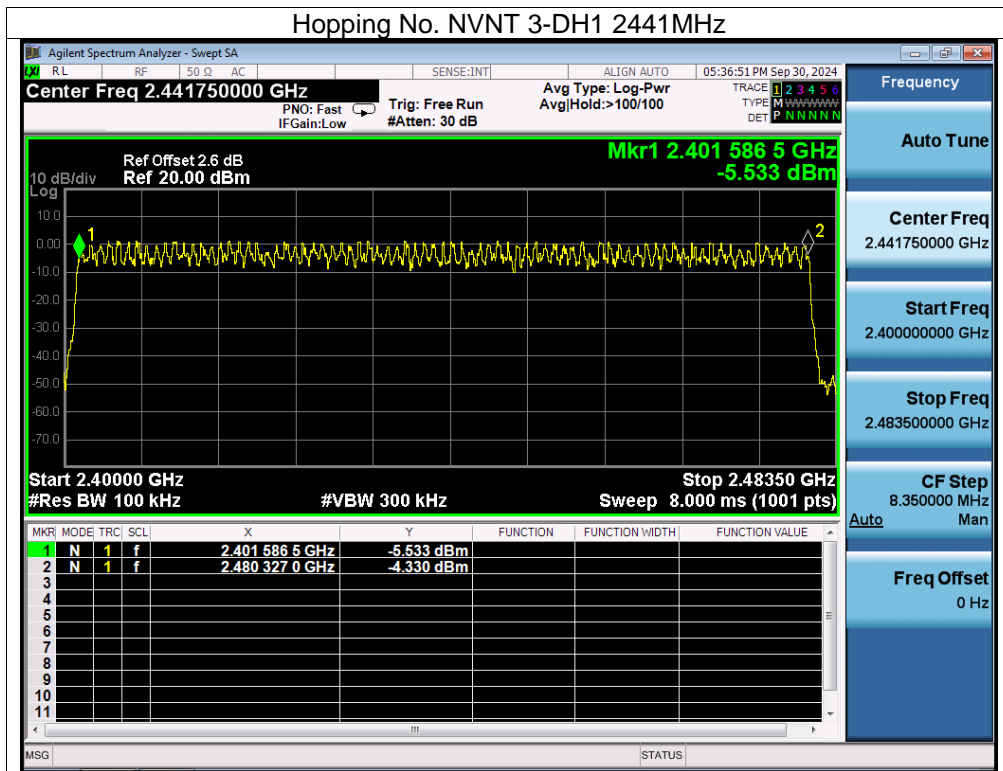 Hopping No. NVNT 3-DH1 2441MHz
Agilent Spectrum Analyzer - Swept SA
LXI RL RF 50 Ω AC SENSE:INT ALIGN AUTO 05:36:51 PM Sep 30, 2024
Center Freq 2.441750000 GHz
PNO: Fast
IFGain:Low
Trig: Free Run
#Atten: 30 dB
Avg Type: Log-Pwr
Avg|Hold:>100/100
TRACE 1 2 3 4 5 6
TYPE M WWWWW
DET P N N N N N
Ref Offset 2.6 dB
Ref 20.00 dBm
10 dB/div
Log
Mkr1 2.401 586 5 GHz
-5.533 dBm
10.0
0.00
-10.0
-20.0
-30.0
-40.0
-50.0
-60.0
-70.0
1
2
Start 2.40000 GHz
Stop 2.48350 GHz
#Res BW 100 kHz
#VBW 300 kHz
Sweep 8.000 ms (1001 pts)
MKR MODE TRC SCL X Y FUNCTION FUNCTION WIDTH FUNCTION VALUE
1 N 1 f 2.401 586 5 GHz -5.533 dBm
2 N 1 f 2.480 327 0 GHz -4.330 dBm
3
4
5
6
7
8
9
10
11
MSG
STATUS
Frequency
Auto Tune
Center Freq
2.441750000 GHz
Start Freq
2.400000000 GHz
Stop Freq
2.483500000 GHz
CF Step
8.350000 MHz
Auto Man
Freq Offset
0 Hz